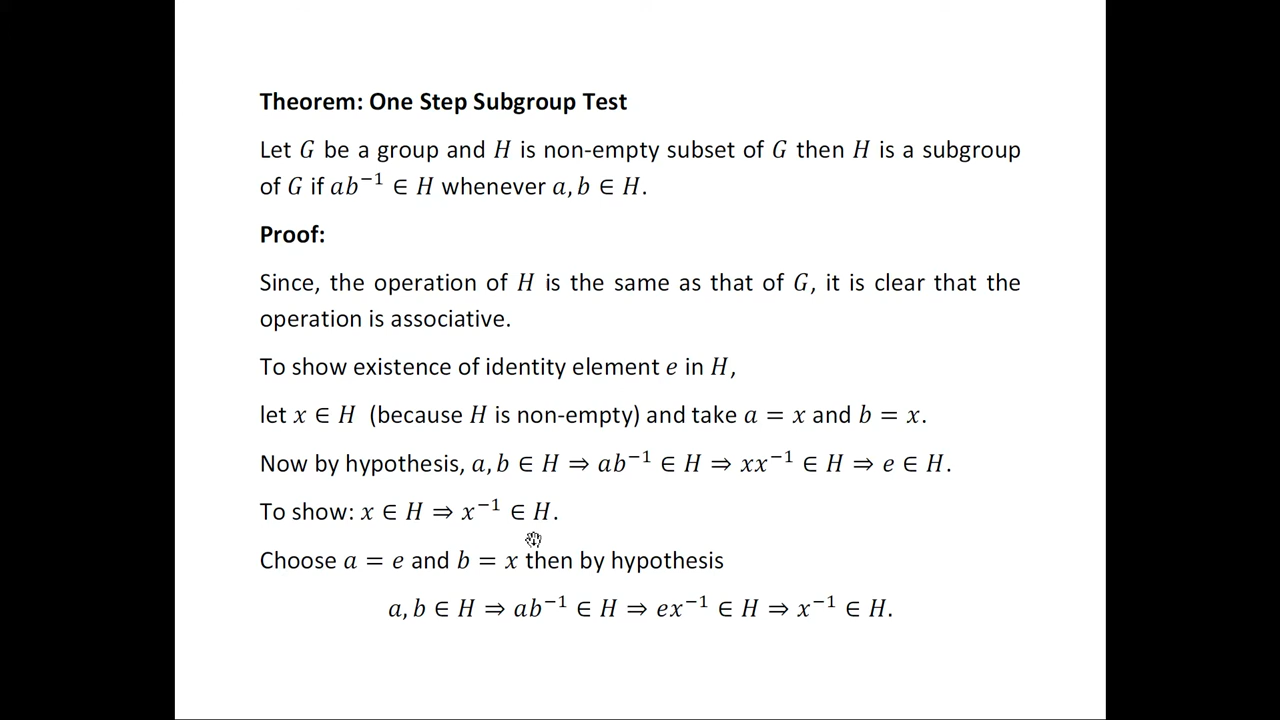 Theorem: One Step Subgroup Test
Let G be a group and H is non-empty subset of G then H is a subgroup
of G if ab⁻¹ ∈ H whenever a, b ∈ H.
Proof:
Since, the operation of H is the same as that of G, it is clear that the
operation is associative.
To show existence of identity element e in H,
let x ∈ H (because H is non-empty) and take a = x and b = x.
Now by hypothesis, a, b ∈ H ⇒ ab⁻¹ ∈ H ⇒ xx⁻¹ ∈ H ⇒ e ∈ H.
To show: x ∈ H ⇒ x⁻¹ ∈ H.
Choose a = e and b = x then by hypothesis
a, b ∈ H ⇒ ab⁻¹ ∈ H ⇒ ex⁻¹ ∈ H ⇒ x⁻¹ ∈ H.